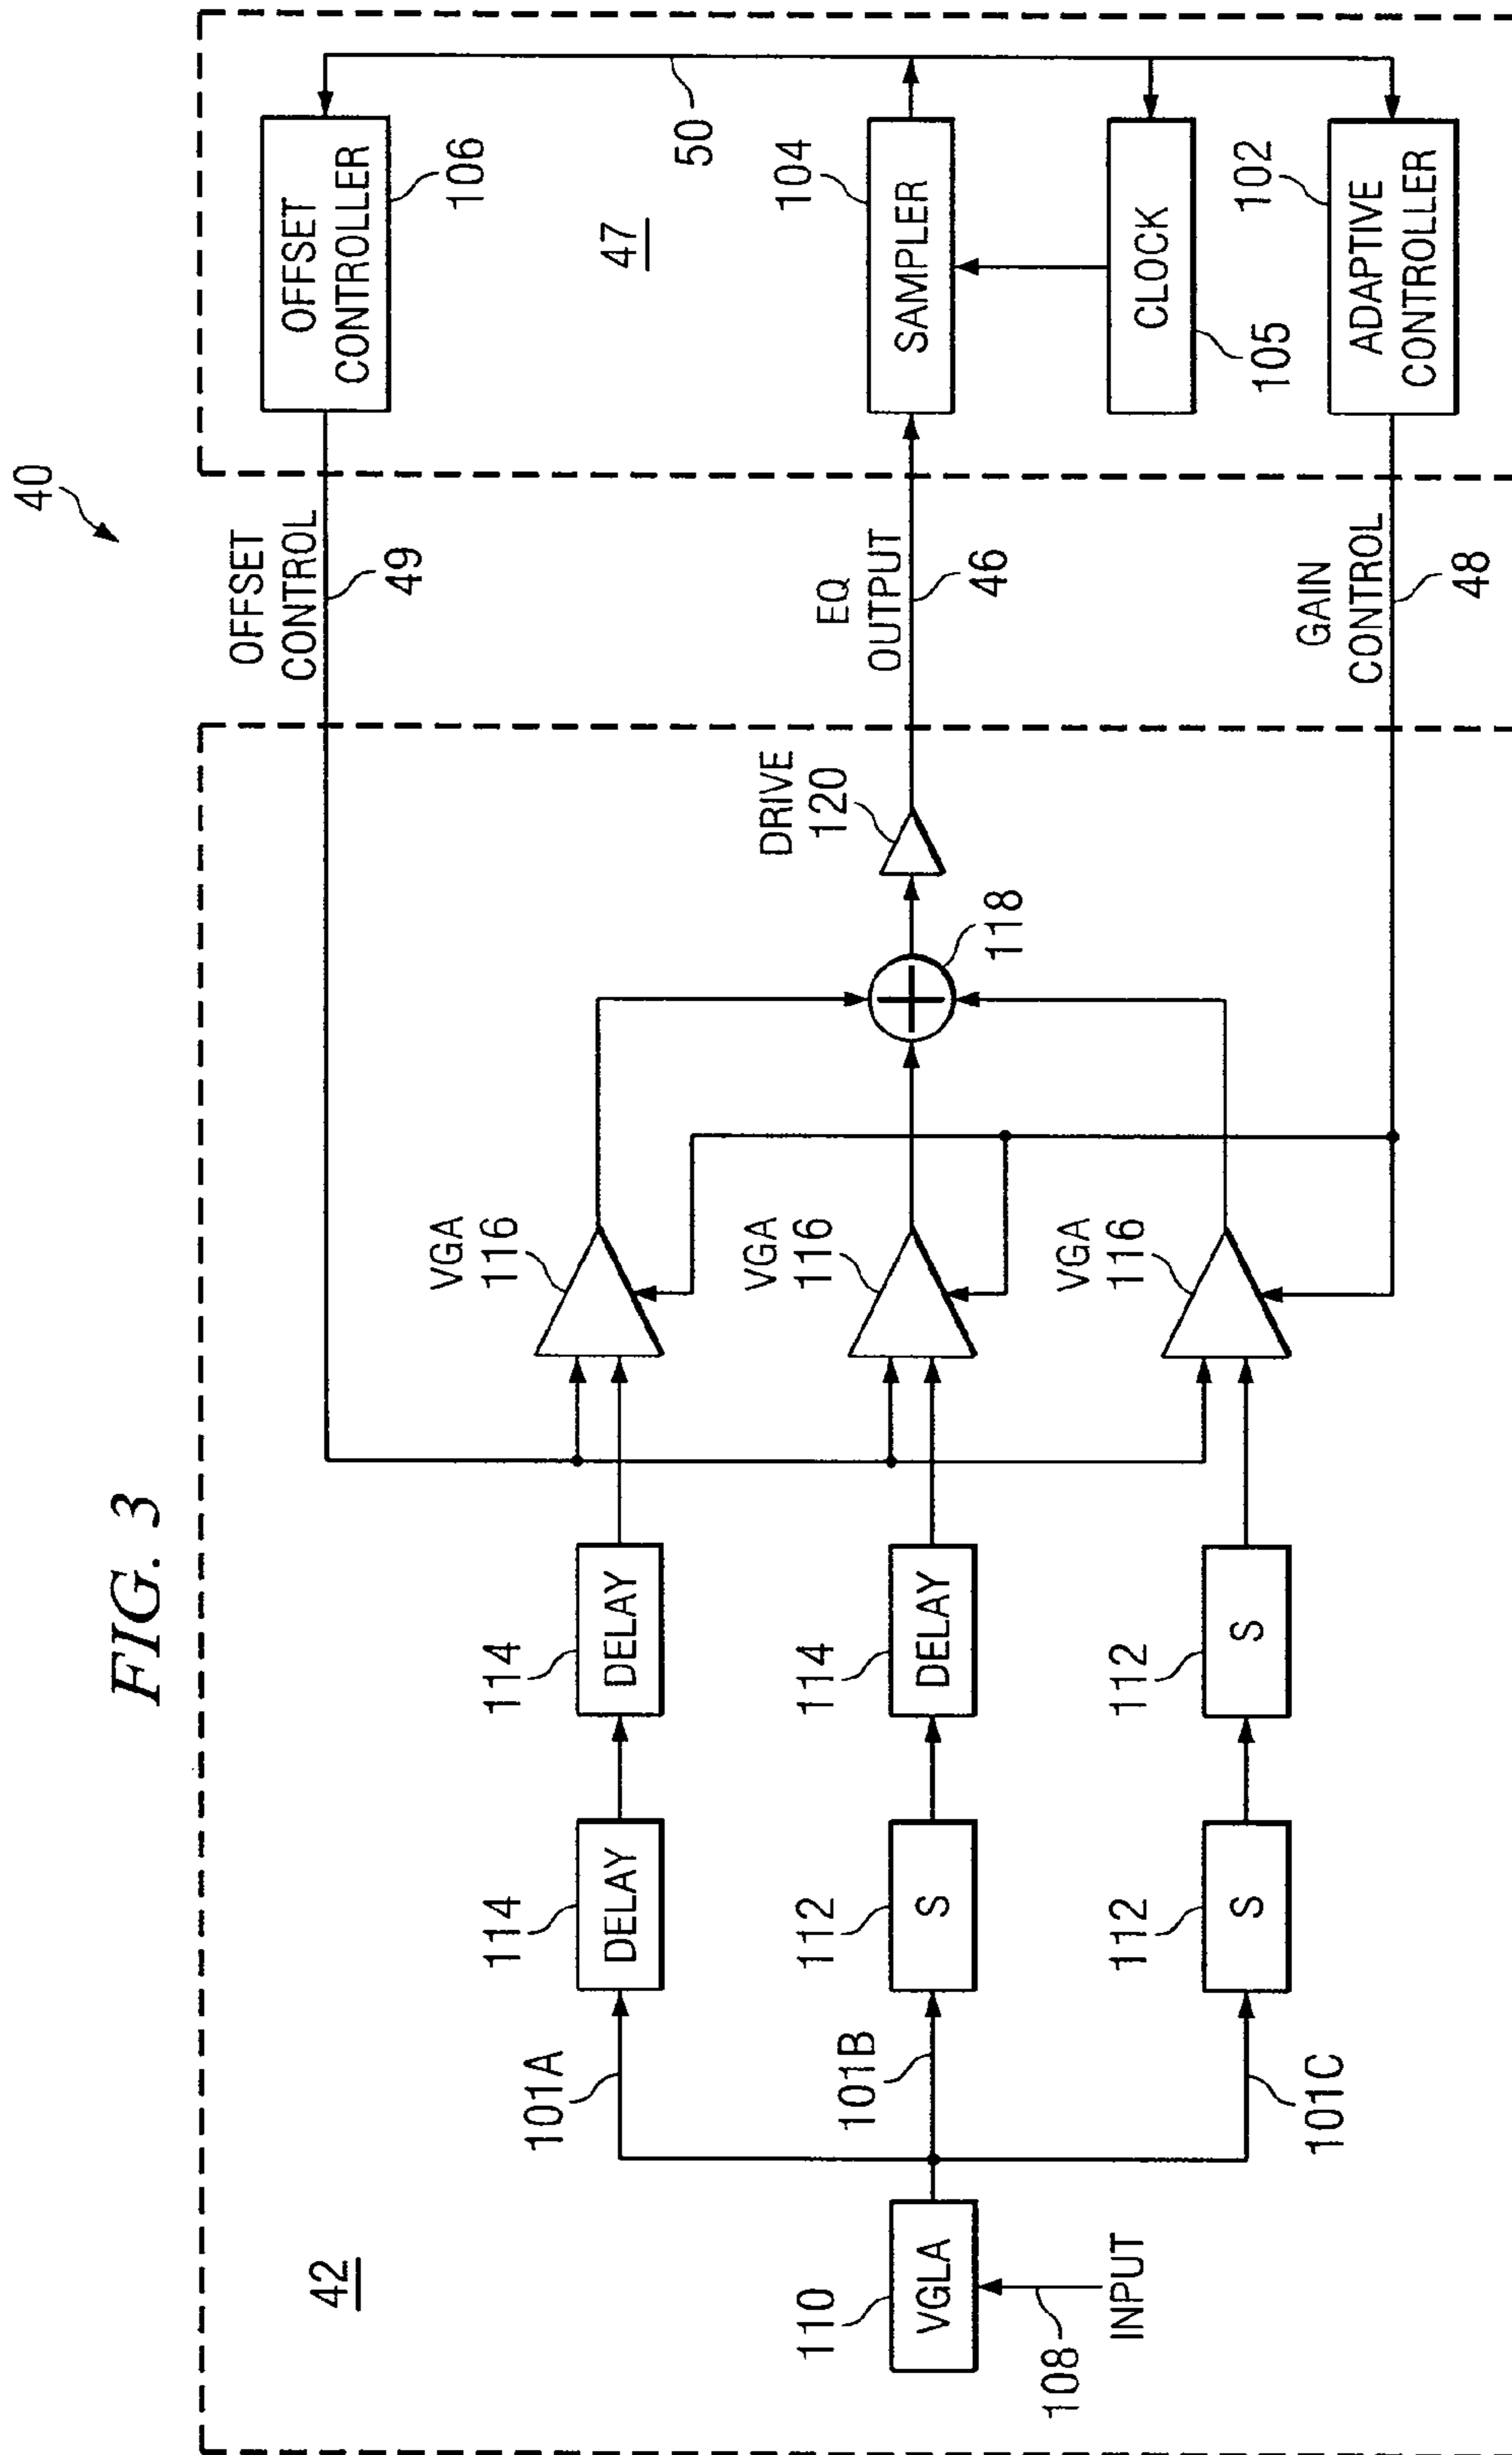 FIG. 3
40
42
47
OFFSET
CONTROL
49
OFFSET
CONTROLLER
106
50
101A
114
DELAY
114
DELAY
VGA
116
110
VGLA
108
INPUT
101B
112
S
114
DELAY
VGA
116
118
DRIVE
120
EQ
OUTPUT
46
104
SAMPLER
CLOCK
105
101C
112
S
112
S
VGA
116
GAIN
CONTROL
48
102
ADAPTIVE
CONTROLLER